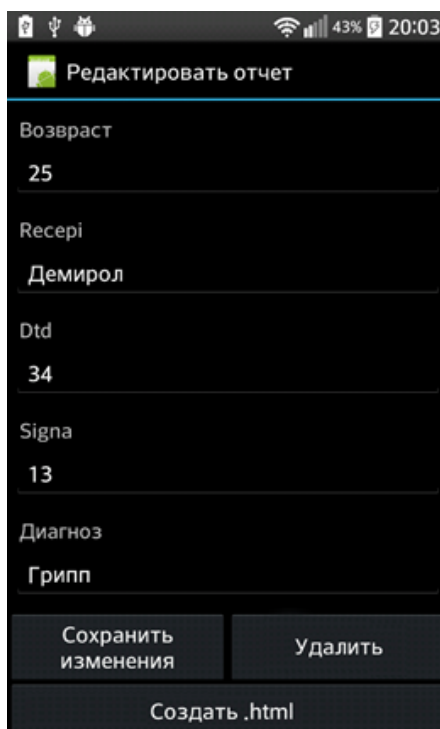 43% 20:03
Редактировать отчет
Возвраст
25
Recepi
Демирол
Dtd
34
Signa
13
Диагноз
Грипп
Сохранить
изменения
Удалить
Создать .html